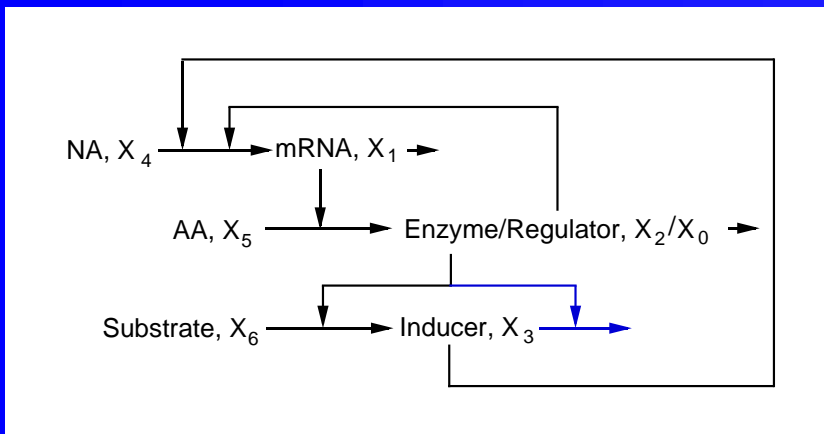 NA, X4 mRNA, X1
AA, X5 Enzyme/Regulator, X2/X0
Substrate, X6 Inducer, X3